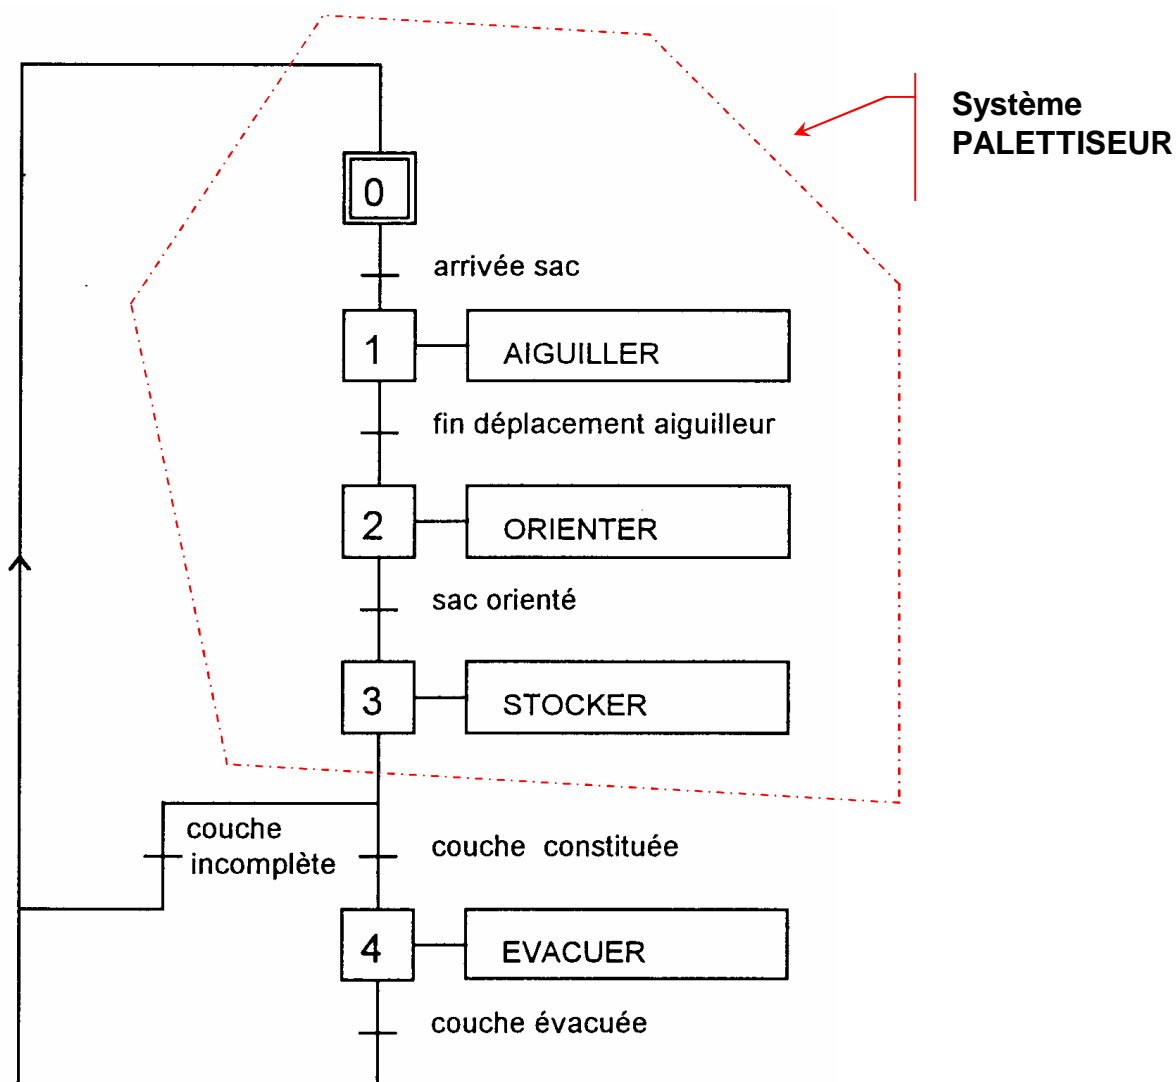 Système
PALETTISEUR
0
arrivée sac
1
AIGUILLER
fin déplacement aiguilleur
2
ORIENTER
sac orienté
3
STOCKER
couche
incomplète
couche constituée
4
EVACUER
couche évacuée